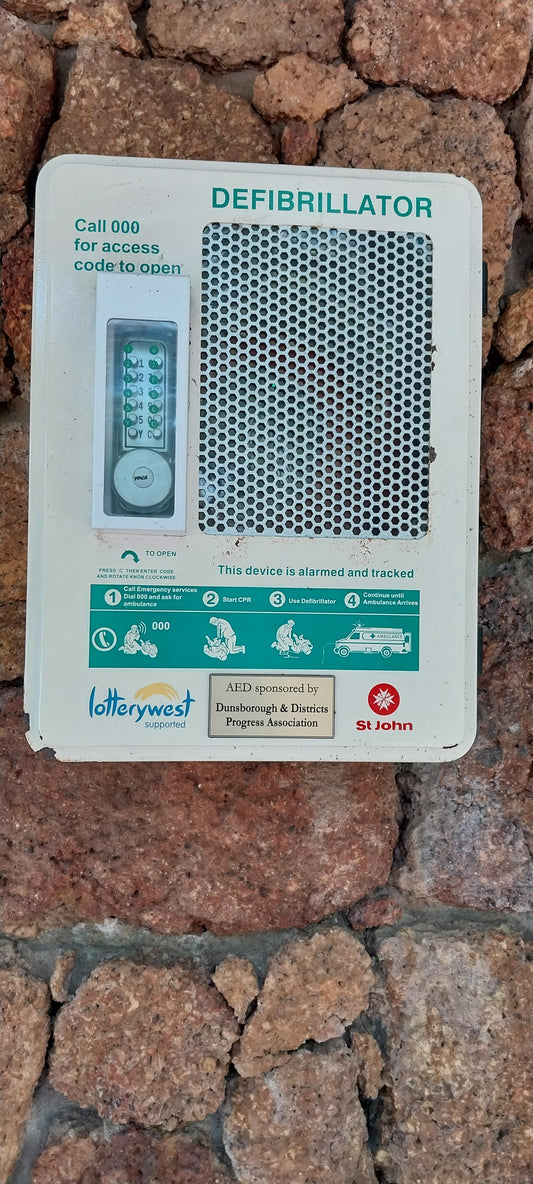 DEFIBRILLATOR
Call 000
for access
code to open
1
2 7
3
4 9
5
Y C
TO OPEN
PRESS 'C' THEN ENTER CODE
AND ROTATE KNOB CLOCKWISE
This device is alarmed and tracked
1 Call Emergency services
Dial 000 and ask for
ambulance
2 Start CPR
3 Use Defibrillator
4 Continue until
Ambulance Arrives
000
AMBULANCE
lotterywest
supported
AED sponsored by
Dunsborough & Districts
Progress Association
St John